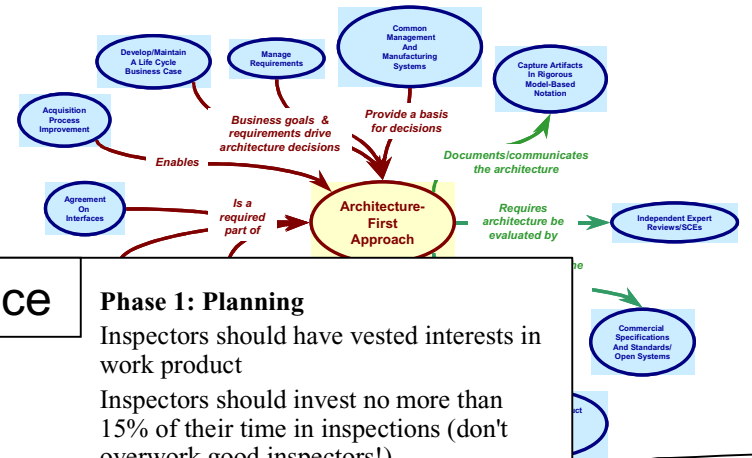 Common
Management
And
Manufacturing
Systems
Develop/Maintain
A Life Cycle
Business Case
Manage
Requirements
Capture Artifacts
In Rigorous
Model-Based
Notation
Acquisition
Process
Improvement
Business goals &
requirements drive
architecture decisions
Provide a basis
for decisions
Enables
Documents/communicates
the architecture
Agreement
On
Interfaces
Is a
required
part of
Architecture-
First
Approach
Requires
architecture be
evaluated by
Independent Expert
Reviews/SCEs
Commercial
Specifications
And Standards/
Open Systems
ce
Phase 1: Planning
Inspectors should have vested interests in
work product
Inspectors should invest no more than
15% of their time in inspections (don't
overwork good inspectors!)